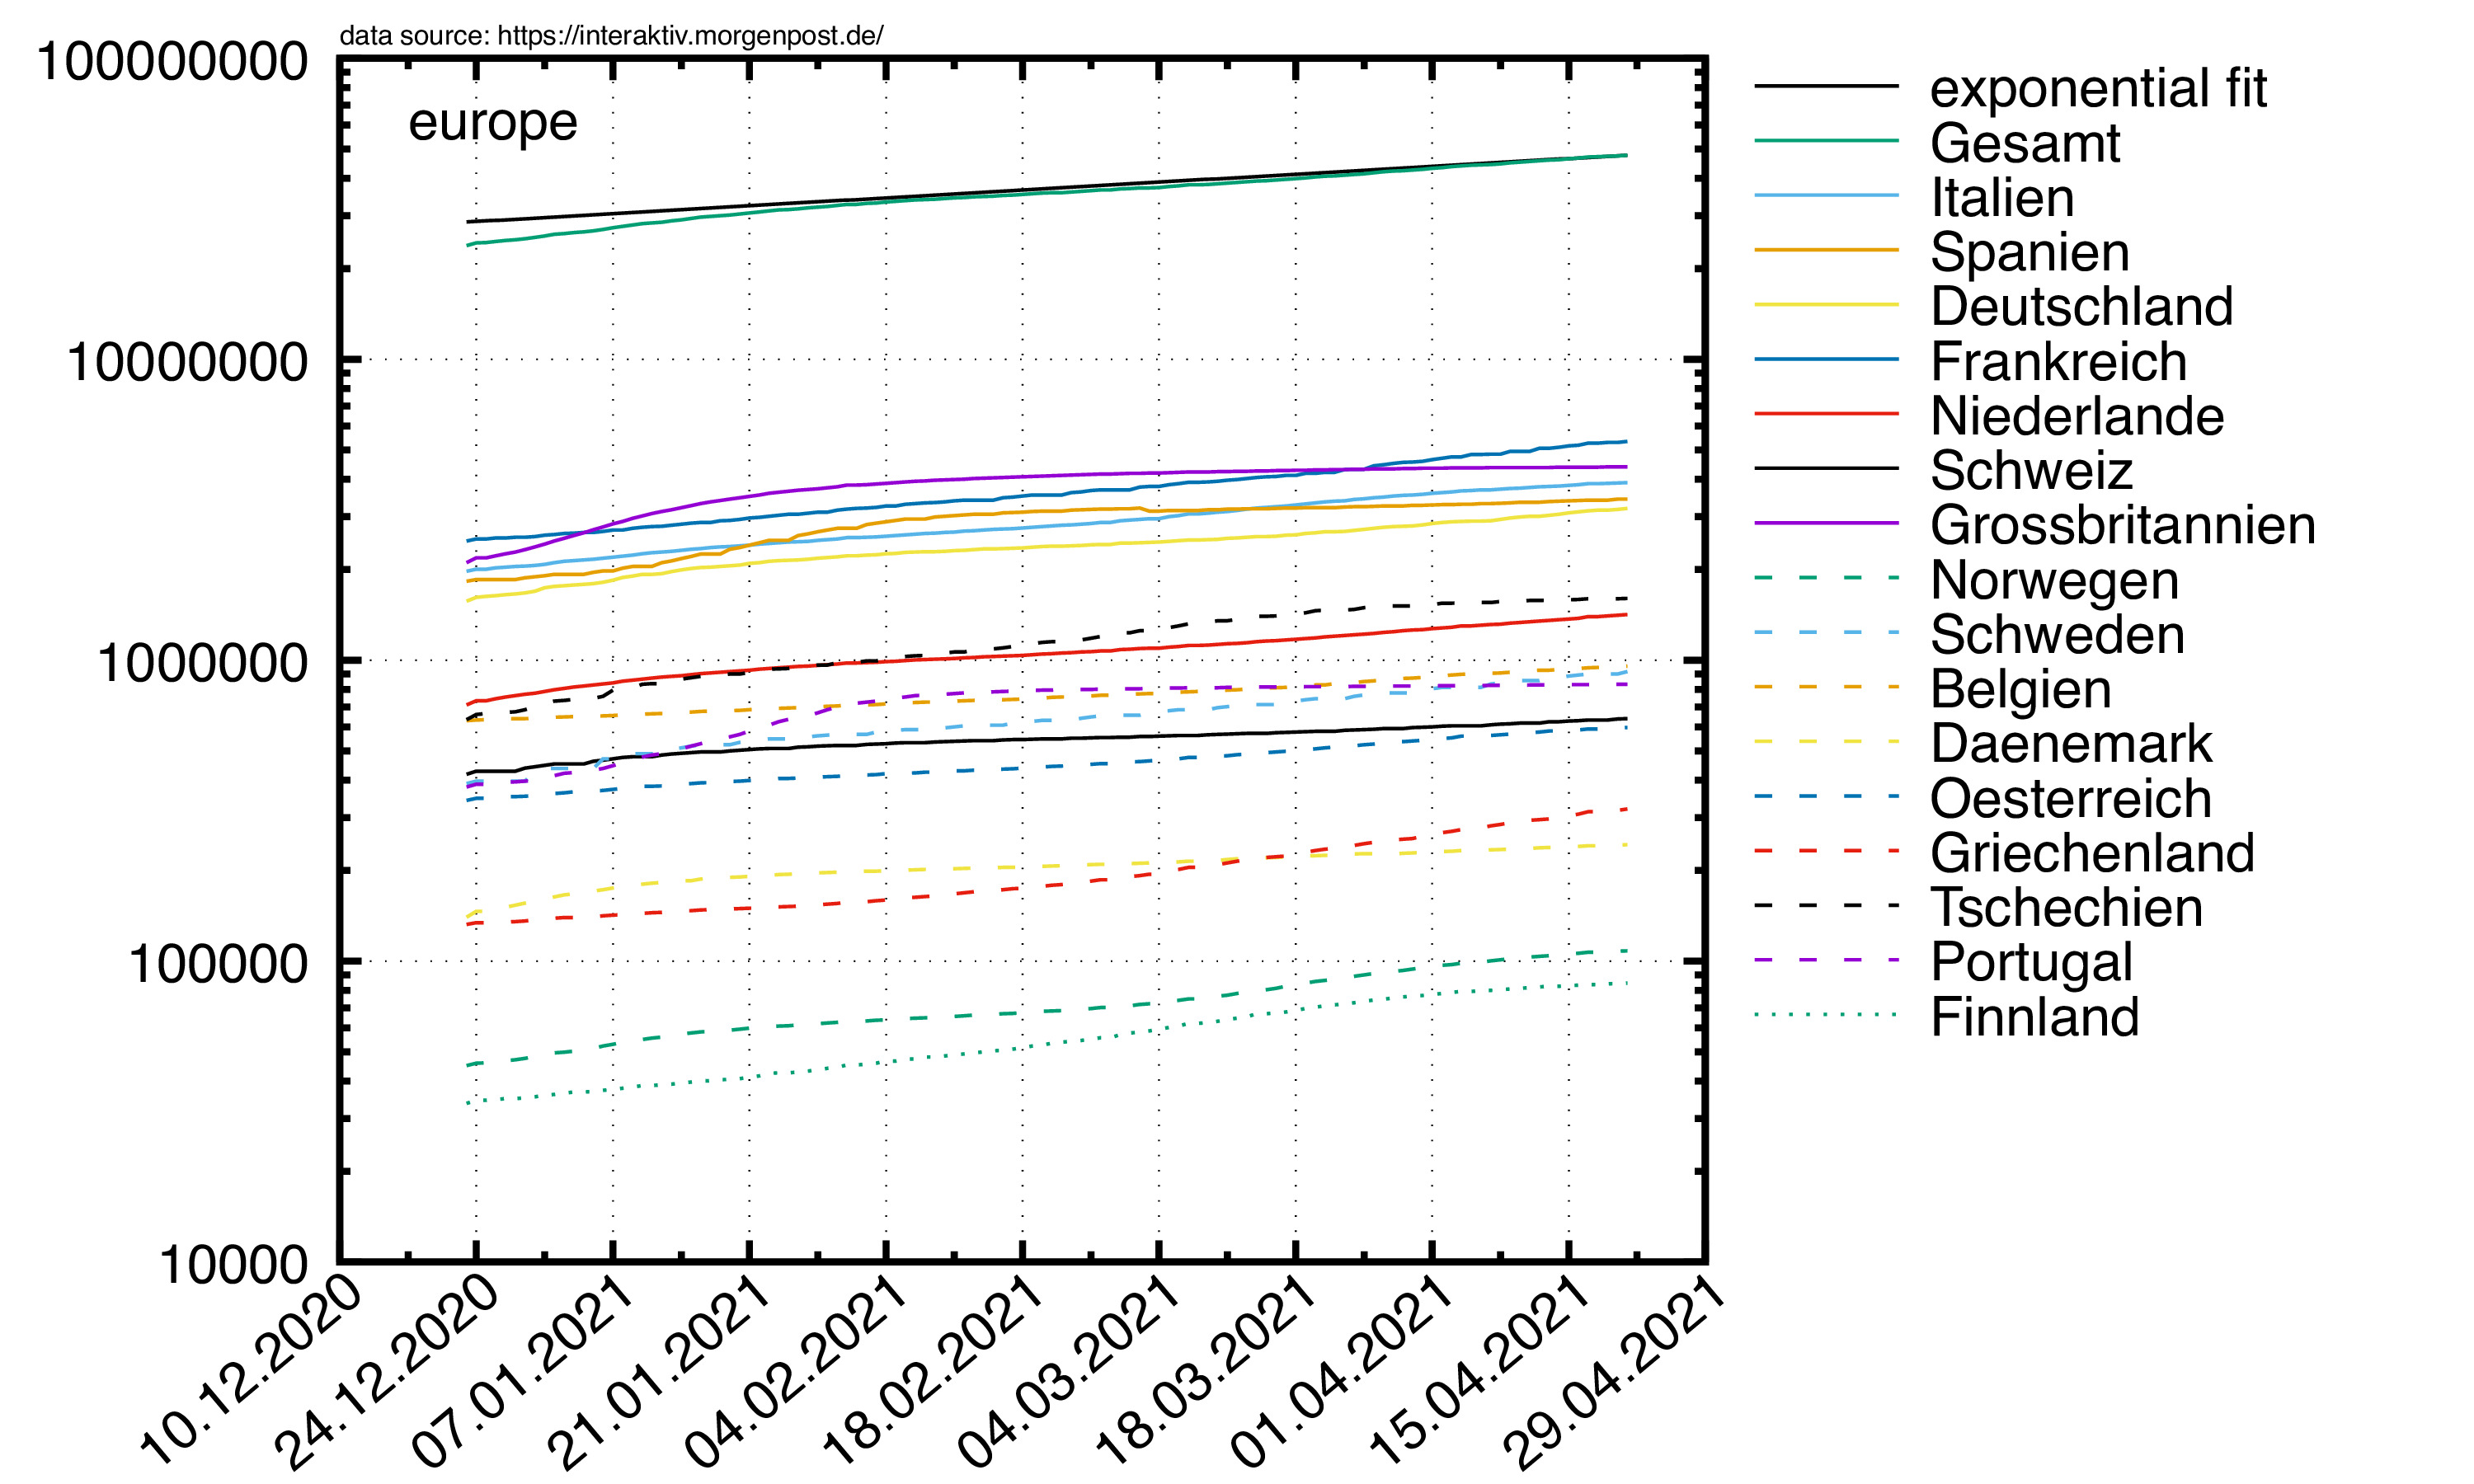 data source: https://interaktiv.morgenpost.de/
100000000
10000000
1000000
100000
10000
europe
10.12.2020
24.12.2020
07.01.2021
21.01.2021
04.02.2021
18.02.2021
04.03.2021
18.03.2021
01.04.2021
15.04.2021
29.04.2021
exponential fit
Gesamt
Italien
Spanien
Deutschland
Frankreich
Niederlande
Schweiz
Grossbritannien
Norwegen
Schweden
Belgien
Daenemark
Oesterreich
Griechenland
Tschechien
Portugal
Finnland